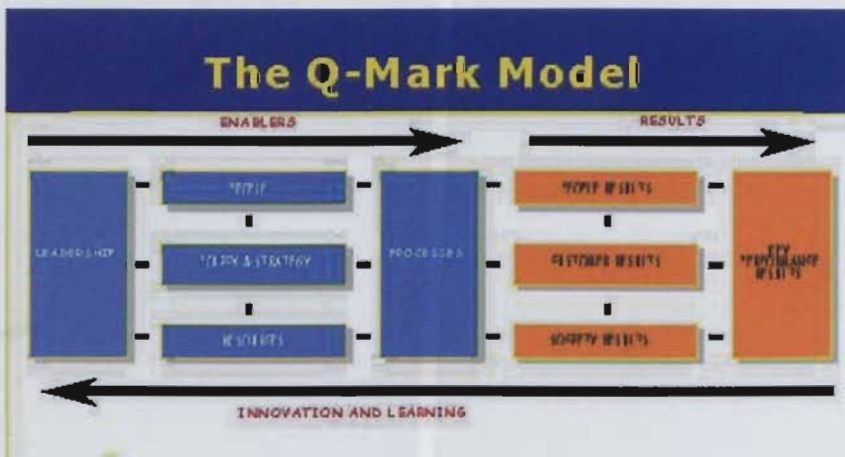 The Q-Mark Model
ENABLERS
RESULTS
LEADERSHIP
PEOPLE
POLICY & STRATEGY
RESOURCES
PROCESSES
PEOPLE RESULTS
CUSTOMER RESULTS
SOCIETY RESULTS
KEY
PERFORMANCE
RESULTS
INNOVATION AND LEARNING